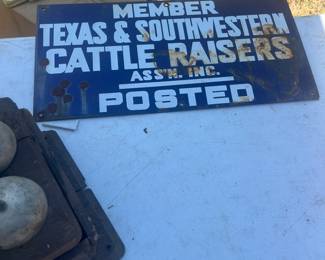 MEMBER
TEXAS & SOUTHWESTERN
CATTLE RAISERS
ASS'N. INC.
POSTED